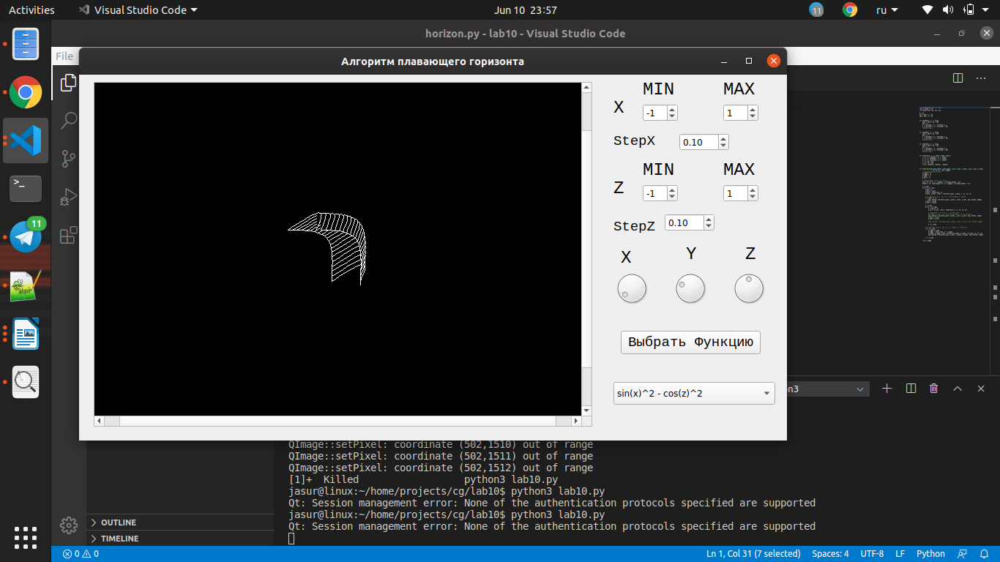 Activities
Visual Studio Code
Jun 10 23:57
11
ru
horizon.py - lab10 - Visual Studio Code
File
Алгоритм плавающего горизонта
MIN
MAX
X
-1
1
StepX
0.10
MIN
MAX
Z
-1
1
StepZ
0.10
X
Y
Z
Выбрать Функцию
sin(x)^2 - cos(z)^2
>_
11
n3
QImage::setPixel: coordinate (502,1510) out of range
QImage::setPixel: coordinate (502,1511) out of range
QImage::setPixel: coordinate (502,1512) out of range
[1]+ Killed python3 lab10.py
jasur@linux:~/home/projects/cg/lab10$ python3 lab10.py
Qt: Session management error: None of the authentication protocols specified are supported
jasur@linux:~/home/projects/cg/lab10$ python3 lab10.py
Qt: Session management error: None of the authentication protocols specified are supported
OUTLINE
TIMELINE
0
0
Ln 1, Col 31 (7 selected)
Spaces: 4
UTF-8
LF
Python